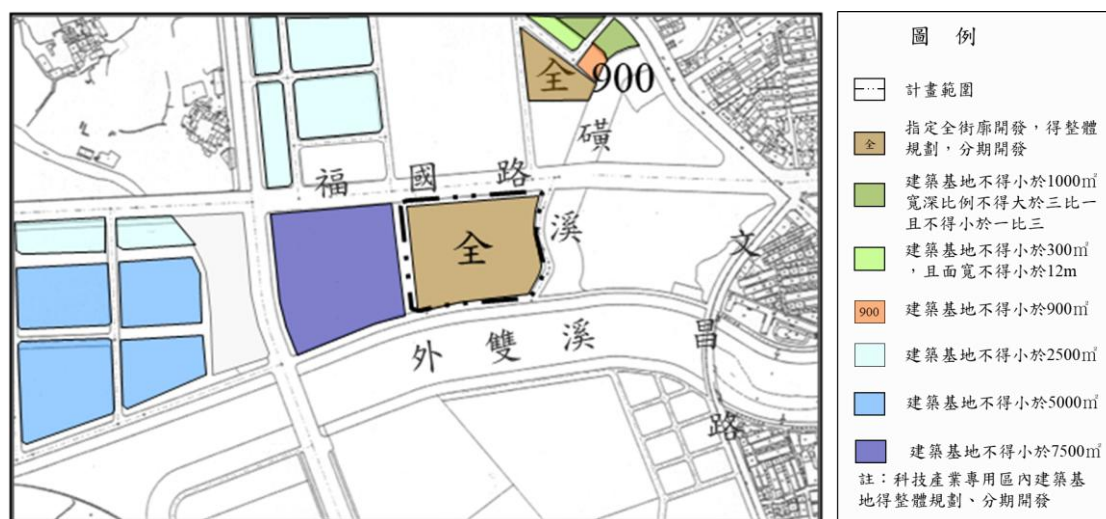 全
900
磺
福國路
溪
全
文
外雙溪
昌
路
圖例
計畫範圍
全
指定全街廓開發，得整體
規劃，分期開發
建築基地不得小於1000㎡
寬深比例不得大於三比一
且不得小於一比三
建築基地不得小於300㎡
，且面寬不得小於12m
900
建築基地不得小於900㎡
建築基地不得小於2500㎡
建築基地不得小於5000㎡
建築基地不得小於7500㎡
註：科技產業專用區內建築基
地得整體規劃、分期開發